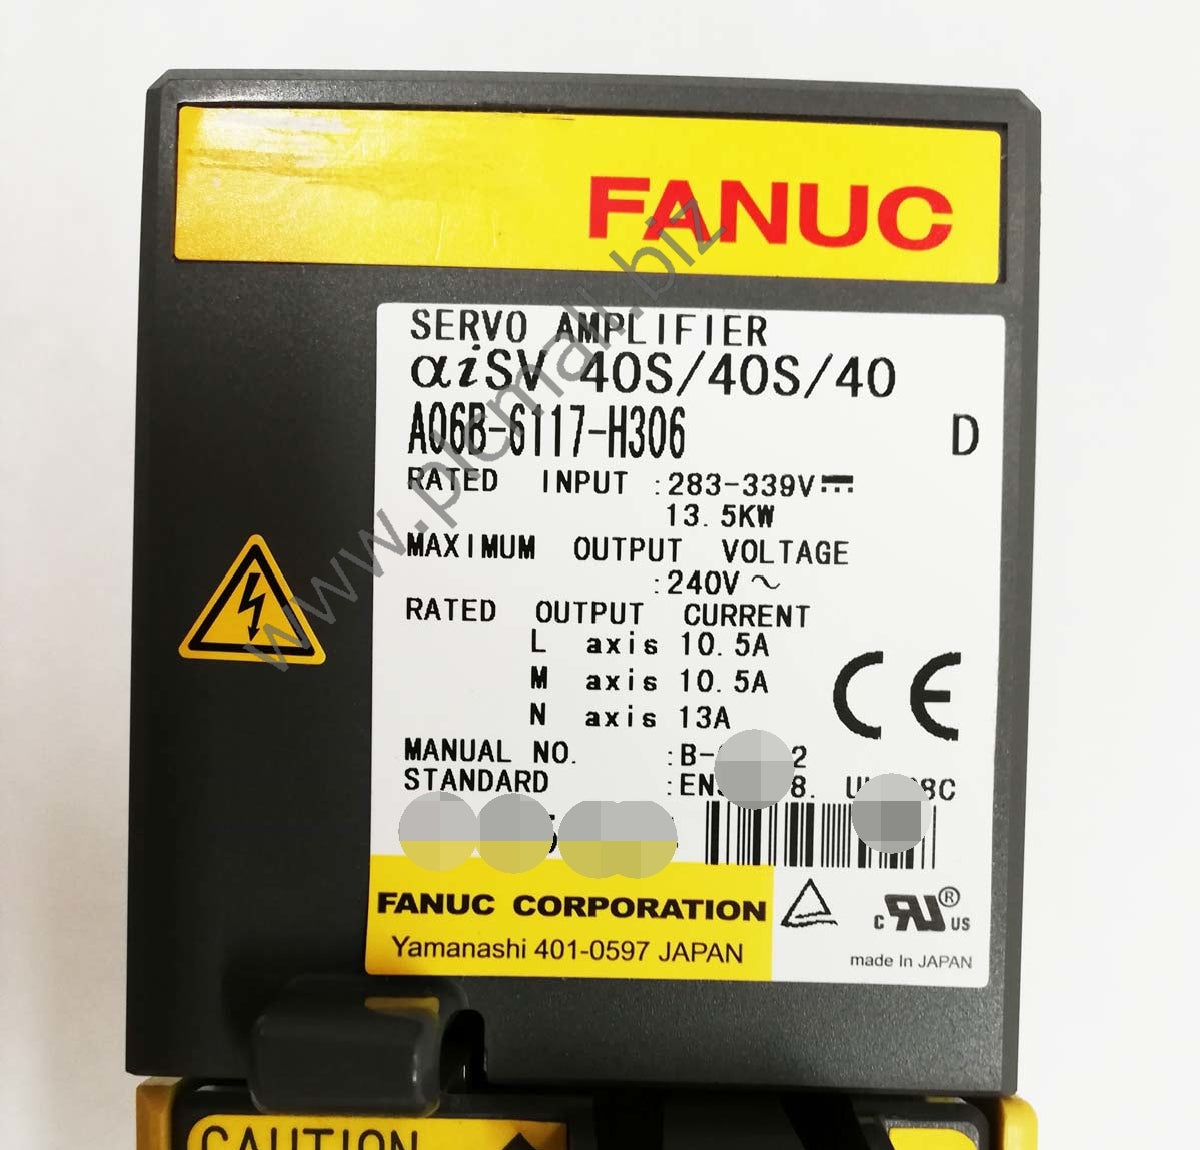 FANUC
SERVO AMPLIFIER
αiSV 40S/40S/40
A06B-6117-H306 D
RATED INPUT :283-339V
13.5KW
MAXIMUM OUTPUT VOLTAGE
:240V~
RATED OUTPUT CURRENT
L axis 10.5A
M axis 10.5A
N axis 13A
CE
MANUAL NO.
STANDARD
FANUC CORPORATION
Yamanashi 401-0597 JAPAN
C US ®
made In JAPAN
CAUTION
www.plcmall.biz